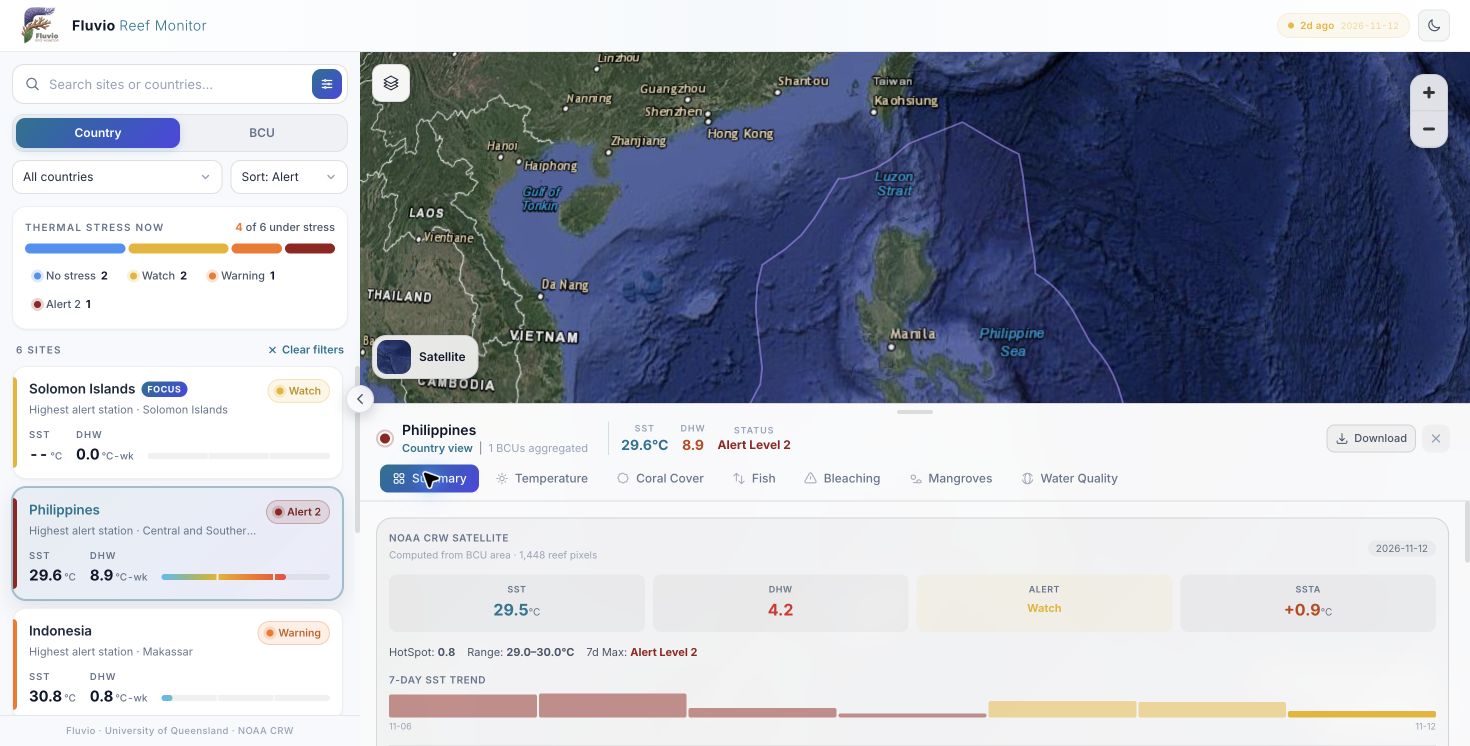 Fluvio
Fluvio Reef Monitor
2d ago 2026-11-12
Search sites or countries...
Country
BCU
All countries
Sort: Alert
THERMAL STRESS NOW
4 of 6 under stress
No stress 2
Watch 2
Warning 1
Alert 2 1
6 SITES
× Clear filters
Solomon Islands FOCUS
Watch
Highest alert station · Solomon Islands
SST DHW
-- °C 0.0 °C-wk
Philippines
Alert 2
Highest alert station · Central and Souther...
SST DHW
29.6 °C 8.9 °C-wk
Indonesia
Warning
Highest alert station · Makassar
SST DHW
30.8 °C 0.8 °C-wk
Fluvio · University of Queensland · NOAA CRW
Linzhou
Guangzhou
Shantou
Taiwan
Nanning
Shenzhen
Kaohsiung
Hong Kong
Zhanjiang
Hanoi
Haiphong
Gulf of
Tonkin
Luzon
Strait
LAOS
Vientiane
Da Nang
THAILAND
VIETNAM
Manila
Philippine
Sea
Ba
Satellite
CAMBODIA
+
−
Philippines
Country view | 1 BCUs aggregated
SST DHW STATUS
29.6°C 8.9 Alert Level 2
Download
×
Summary
Temperature
Coral Cover
Fish
Bleaching
Mangroves
Water Quality
NOAA CRW SATELLITE
Computed from BCU area · 1,448 reef pixels
2026-11-12
SST
29.5°C
DHW
4.2
ALERT
Watch
SSTA
+0.9°C
HotSpot: 0.8 Range: 29.0–30.0°C 7d Max: Alert Level 2
7-DAY SST TREND
11-06
11-12